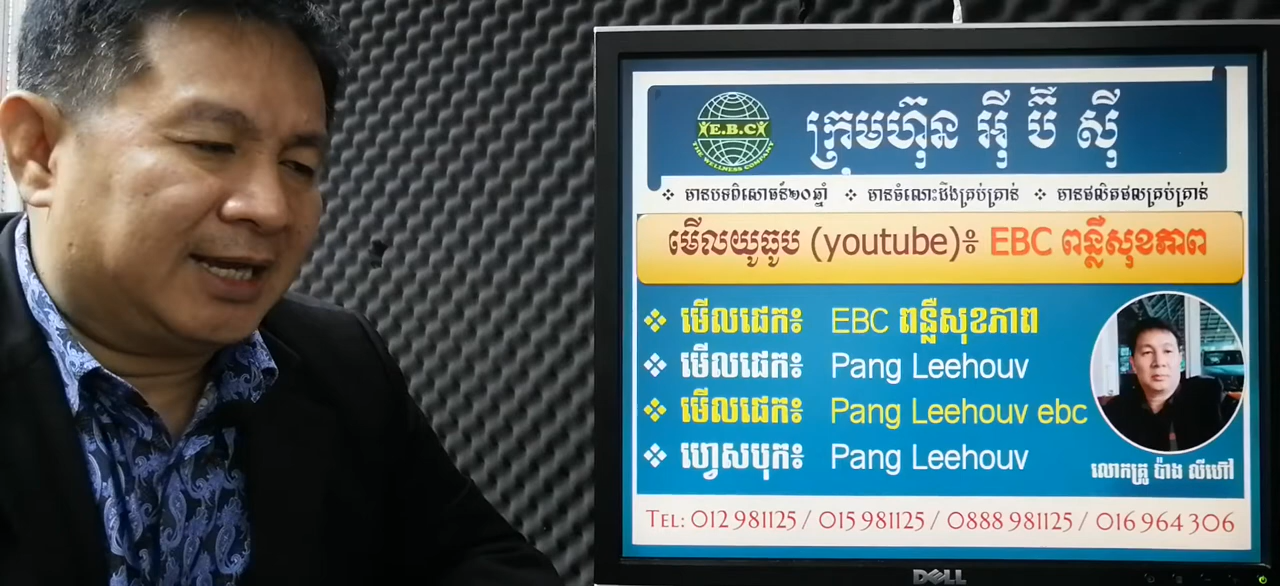 E.B.C
THE WELLNESS COMPANY
ក្រុមហ៊ុន អ៊ី ប៊ី ស៊ី
❖ មានបទពិសោធន៍២០ឆ្នាំ ❖ មានចំណេះដឹងគ្រប់គ្រាន់ ❖ មានផលិតផលគ្រប់គ្រាន់
មើលយូធូប (youtube)៖ EBC ពន្លឺសុខភាព
❖ មើលផេក៖ EBC ពន្លឺសុខភាព
❖ មើលផេក៖ Pang Leehouv
❖ មើលផេក៖ Pang Leehouv ebc
❖ ហ្វេសបុក៖ Pang Leehouv
លោកគ្រូ ប៉ាង លីហៅ
TEL: 012 981125 / 015 981125 / 0888 981125 / 016 964 306
DELL